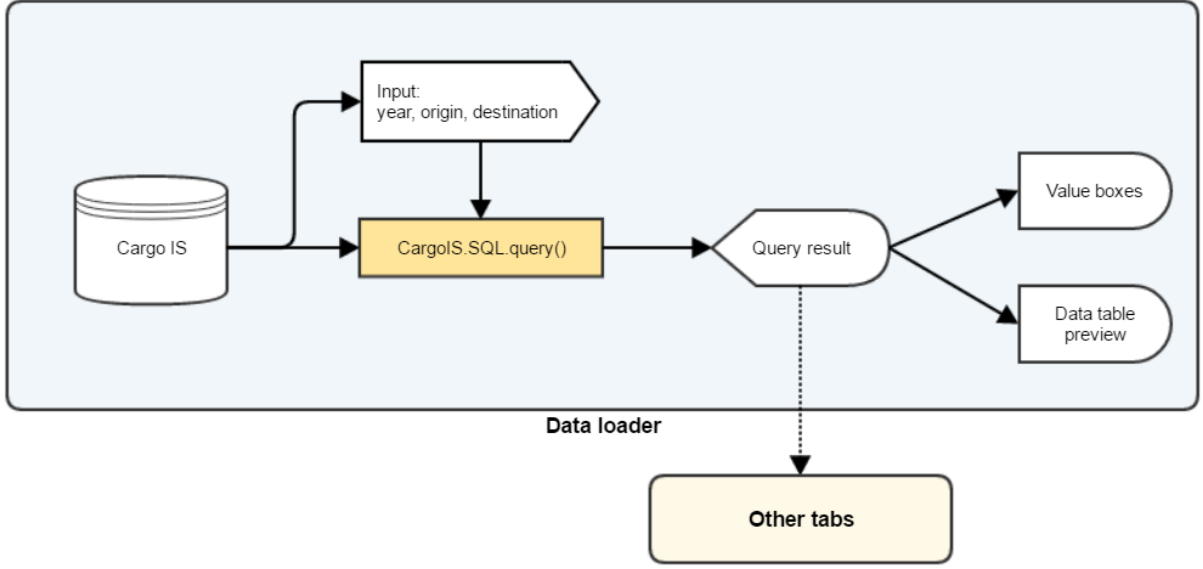 Input:
year, origin, destination
Cargo IS
CargoIS.SQL.query()
Query result
Value boxes
Data table
preview
Data loader
Other tabs